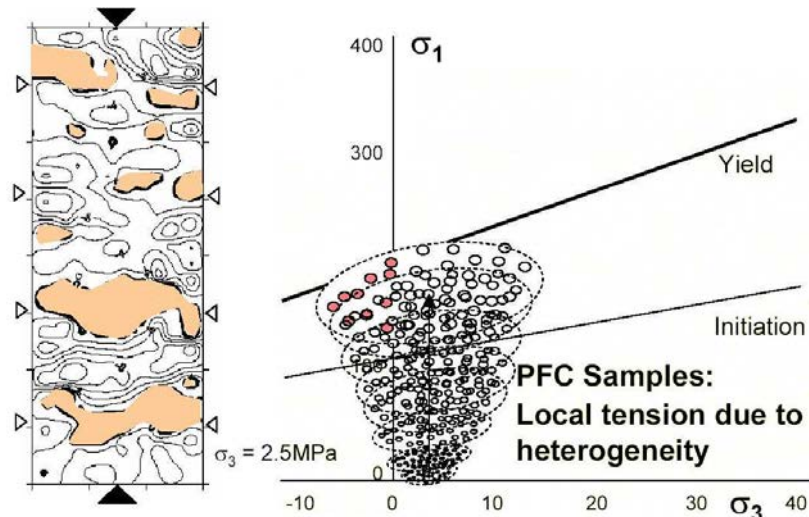 400
σ1
300
Yield
Initiation
PFC Samples:
Local tension due to
heterogeneity
σ3 = 2.5MPa
0
-10 0 10 20 30 40
σ3